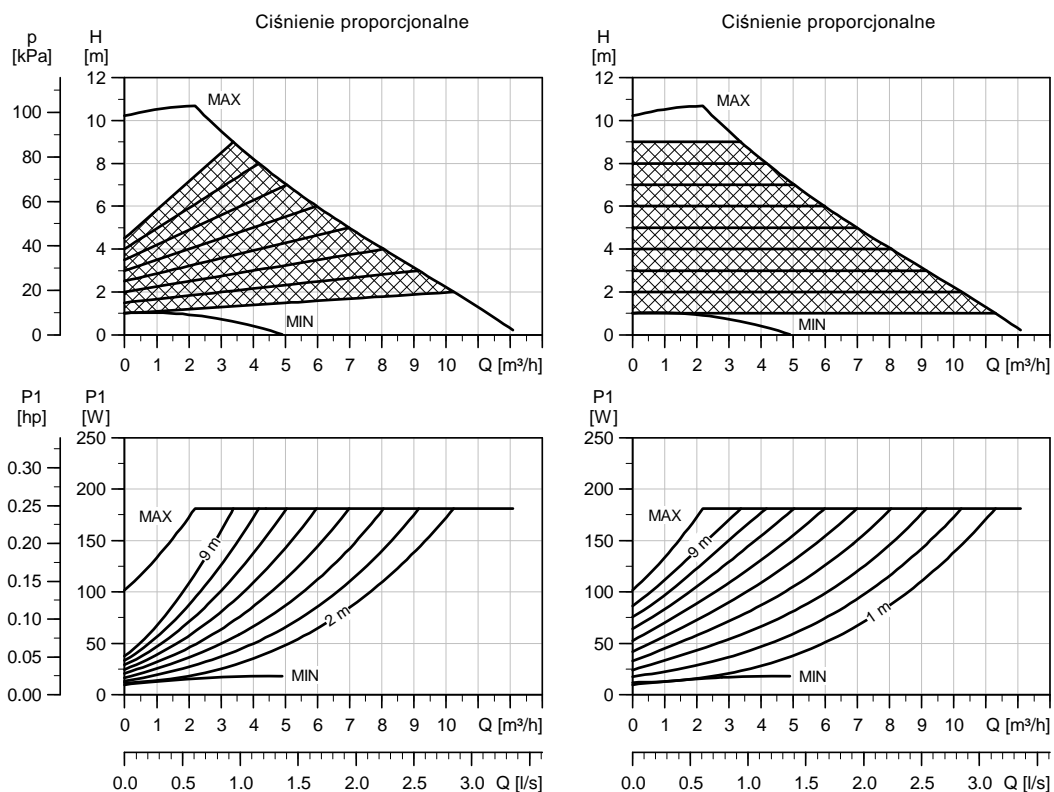 Ciśnienie proporcjonalne
Ciśnienie proporcjonalne
p
[kPa]
H
[m]
H
[m]
12
10
8
6
4
2
0
100
80
60
40
20
0
MAX
MIN
0 1 2 3 4 5 6 7 8 9 10 Q [m³/h]
12
10
8
6
4
2
0
MAX
MIN
0 1 2 3 4 5 6 7 8 9 10 Q [m³/h]
P1
[hp]
P1
[W]
P1
[W]
0.30
0.25
0.20
0.15
0.10
0.05
0.00
250
200
150
100
50
0
MAX
9 m
2 m
MIN
0 1 2 3 4 5 6 7 8 9 10 Q [m³/h]
0.0 0.5 1.0 1.5 2.0 2.5 3.0 Q [l/s]
250
200
150
100
50
0
MAX
9 m
1 m
MIN
0 1 2 3 4 5 6 7 8 9 10 Q [m³/h]
0.0 0.5 1.0 1.5 2.0 2.5 3.0 Q [l/s]